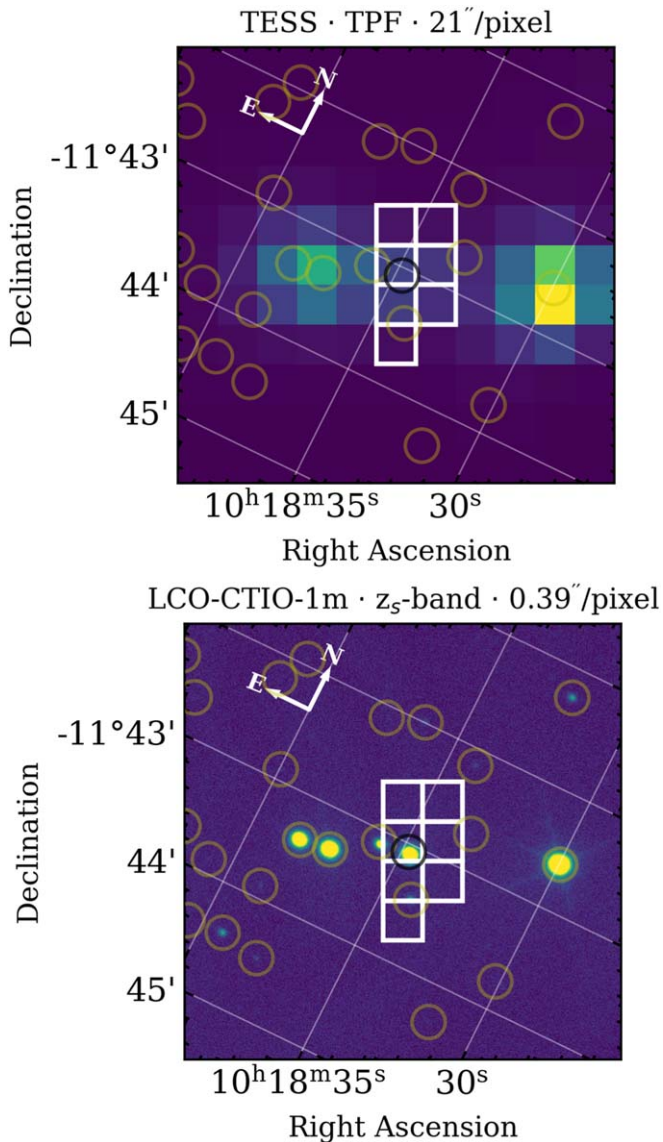 TESS · TPF · 21″/pixel
N
E
-11°43'
44'
45'
Declination
10ʰ18ᵐ35ˢ 30ˢ
Right Ascension
LCO-CTIO-1m · zₛ-band · 0.39″/pixel
N
E
-11°43'
44'
45'
Declination
10ʰ18ᵐ35ˢ 30ˢ
Right Ascension